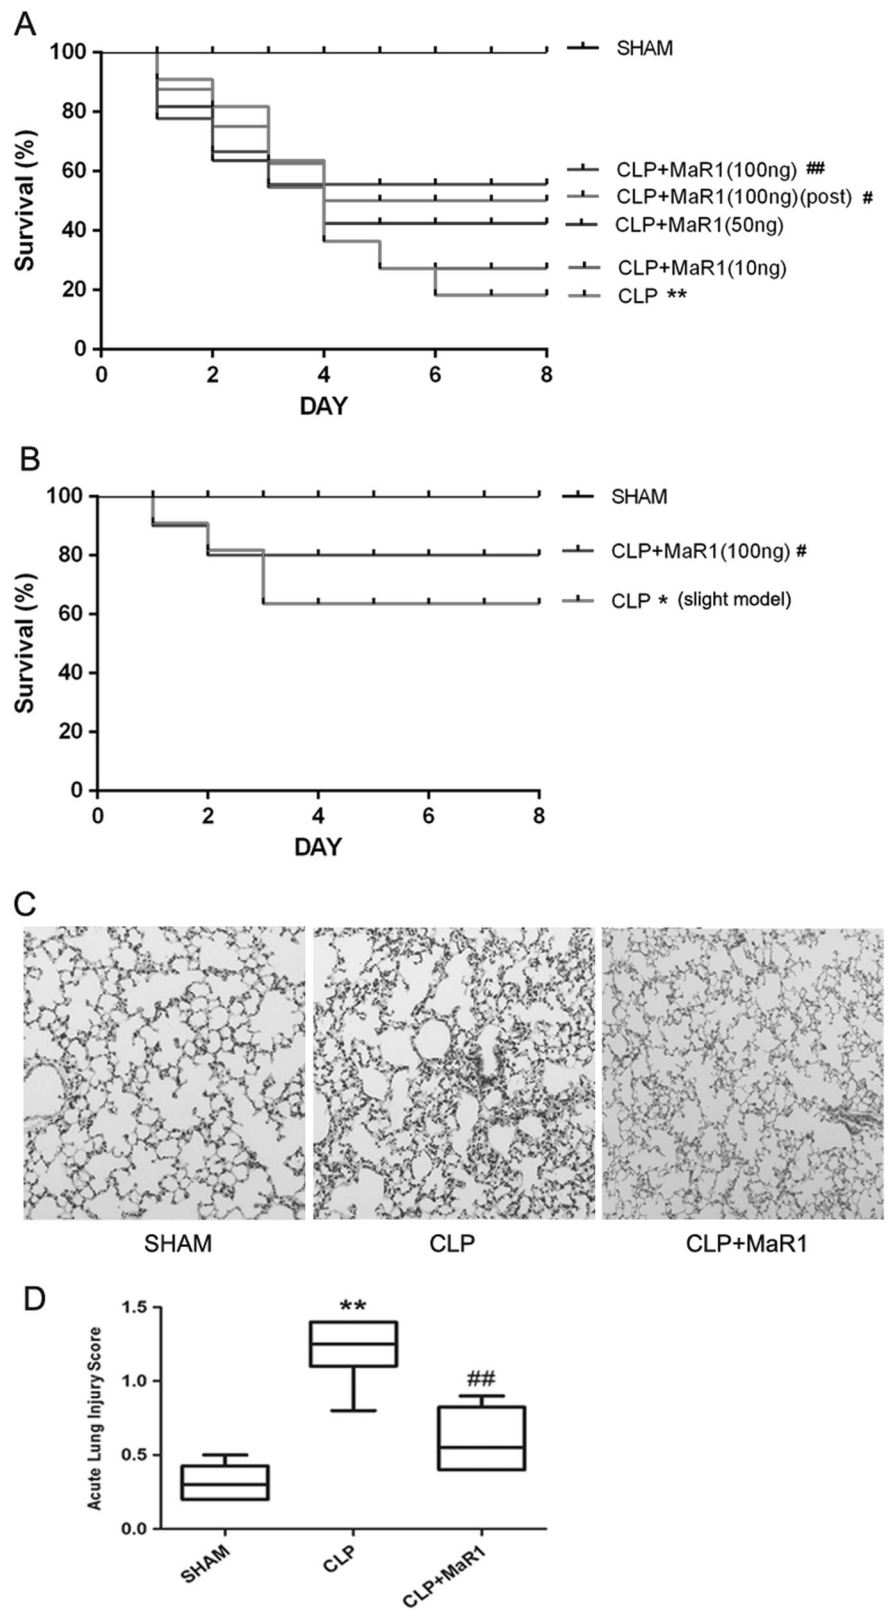 A
100
80
60
40
20
0
Survival (%)
0 2 4 6 8
DAY
SHAM
CLP+MaR1(100ng) ##
CLP+MaR1(100ng)(post) #
CLP+MaR1(50ng)
CLP+MaR1(10ng)
CLP **
B
100
80
60
40
20
0
Survival (%)
0 2 4 6 8
DAY
SHAM
CLP+MaR1(100ng) #
CLP * (slight model)
C
SHAM CLP CLP+MaR1
D
1.5
1.0
0.5
0.0
Acute Lung Injury Score
**
##
SHAM CLP CLP+MaR1